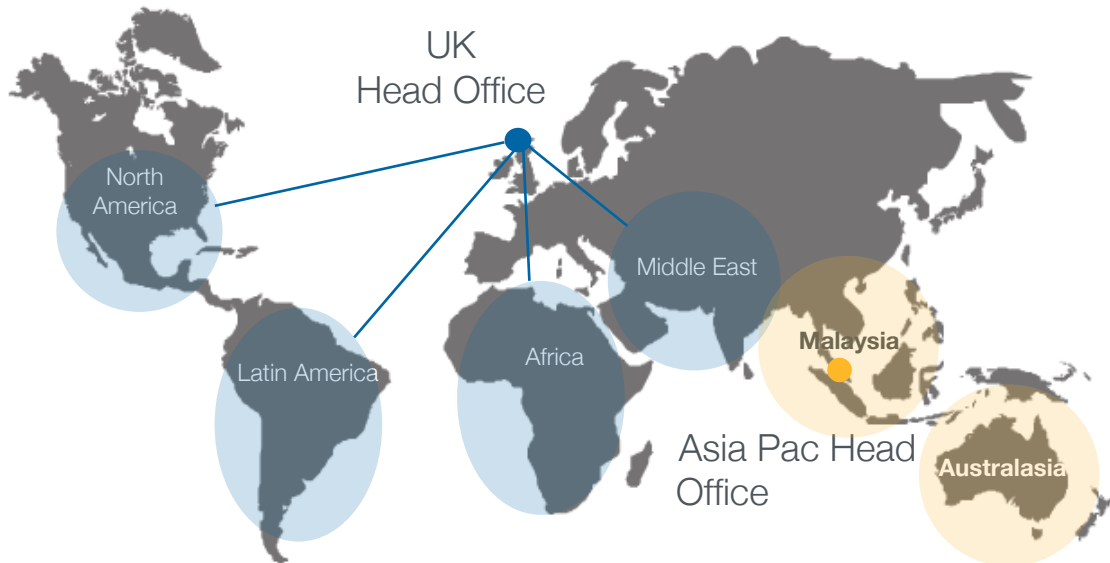 UK
Head Office
North
America
Middle East
Malaysia
Africa
Latin America
Asia Pac Head
Office
Australasia